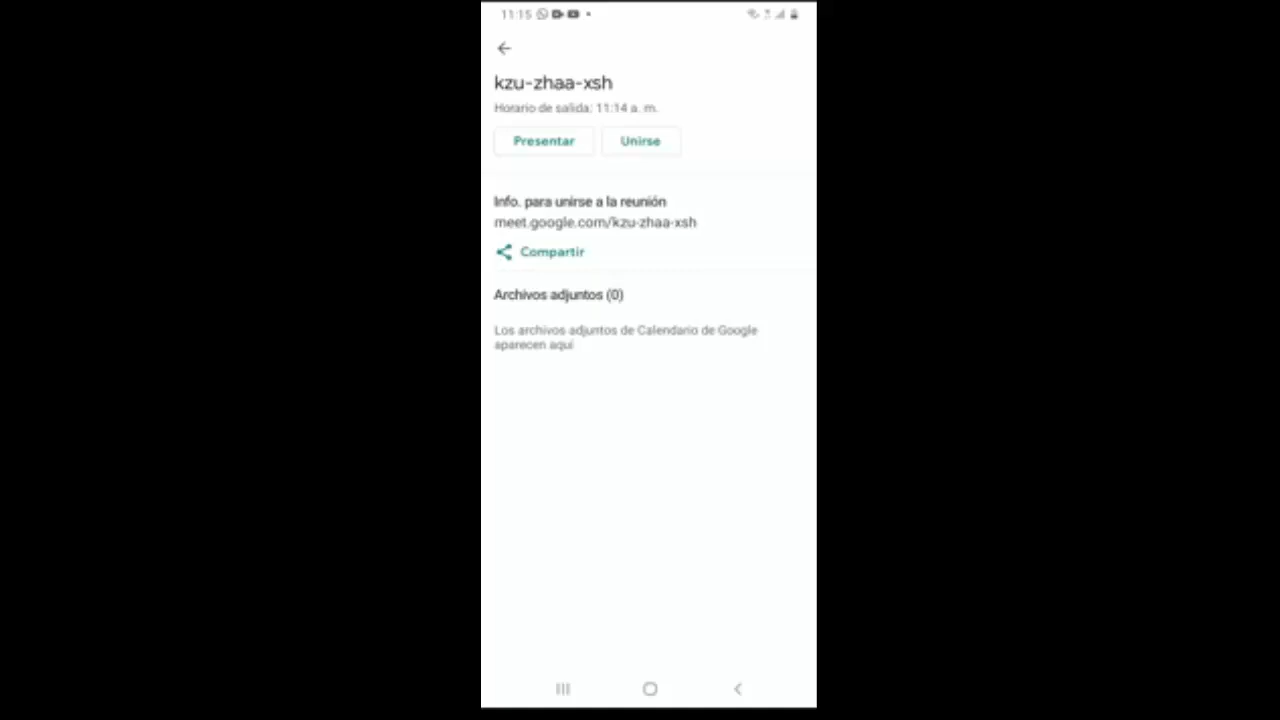 11:15
kzu-zhaa-xsh
Horario de salida: 11:14 a. m.
Presentar Unirse
Info. para unirse a la reunión
meet.google.com/kzu-zhaa-xsh
Compartir
Archivos adjuntos (0)
Los archivos adjuntos de Calendario de Google
aparecen aquí